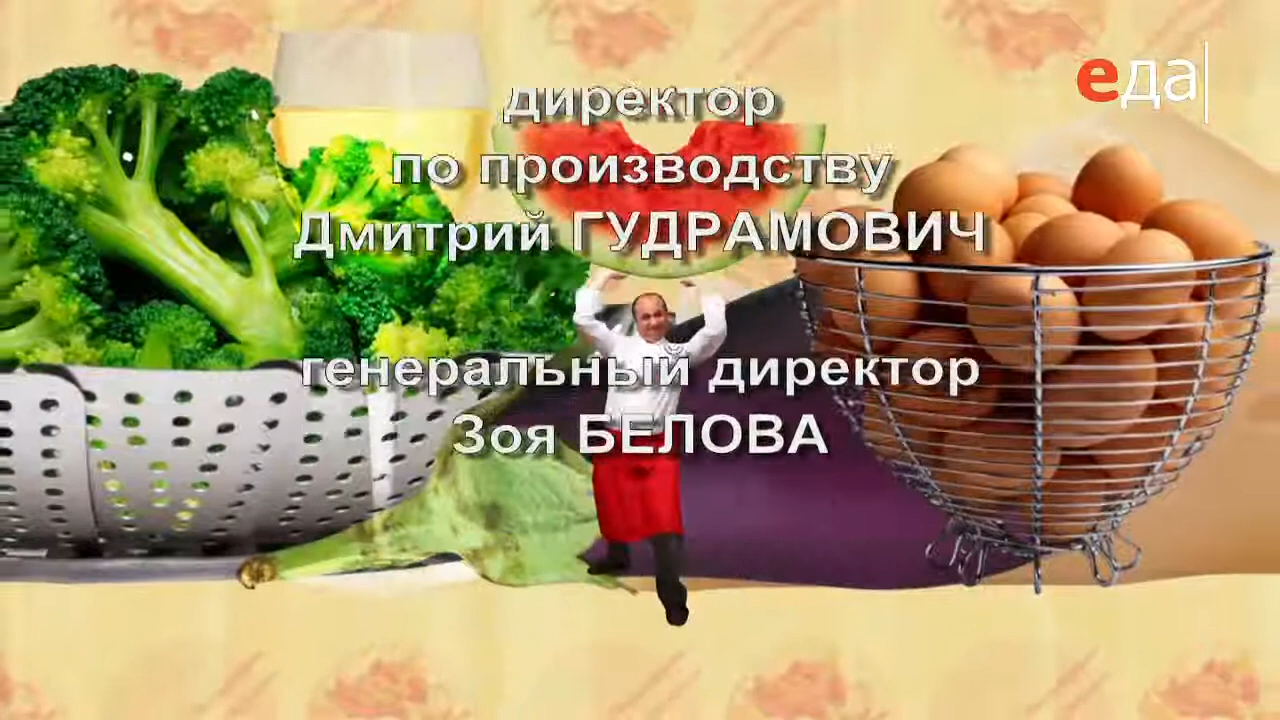 еда
директор
по производству
Дмитрий ГУДРАМОВИЧ
генеральный директор
Зоя БЕЛОВА